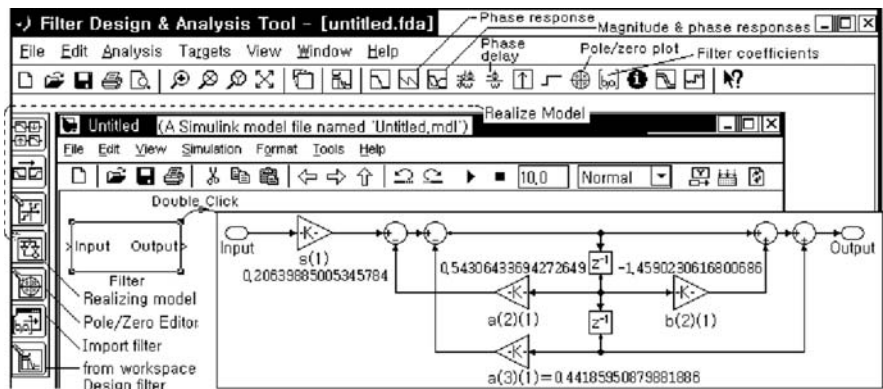 Filter Design & Analysis Tool – [untitled.fda]
Phase response
Magnitude & phase responses
File Edit Analysis Targets View Window Help
Phase delay
Pole/zero plot
Filter coefficients
Realize Model
Untitled (A Simulink model file named 'Untitled.mdl')
File Edit View Simulation Format Tools Help
10,0 Normal
Double Click
Input Output
Filter
Input
-K-
s(1)
0,20639885005345784
0,54306433694272649
z-1
-1,4590230616800686
Output
-K-
a(2)(1)
-K-
b(2)(1)
z-1
-K-
a(3)(1)=0,44185950879881886
Realizing model
Pole/Zero Editor
Import filter
from workspace
Design filter